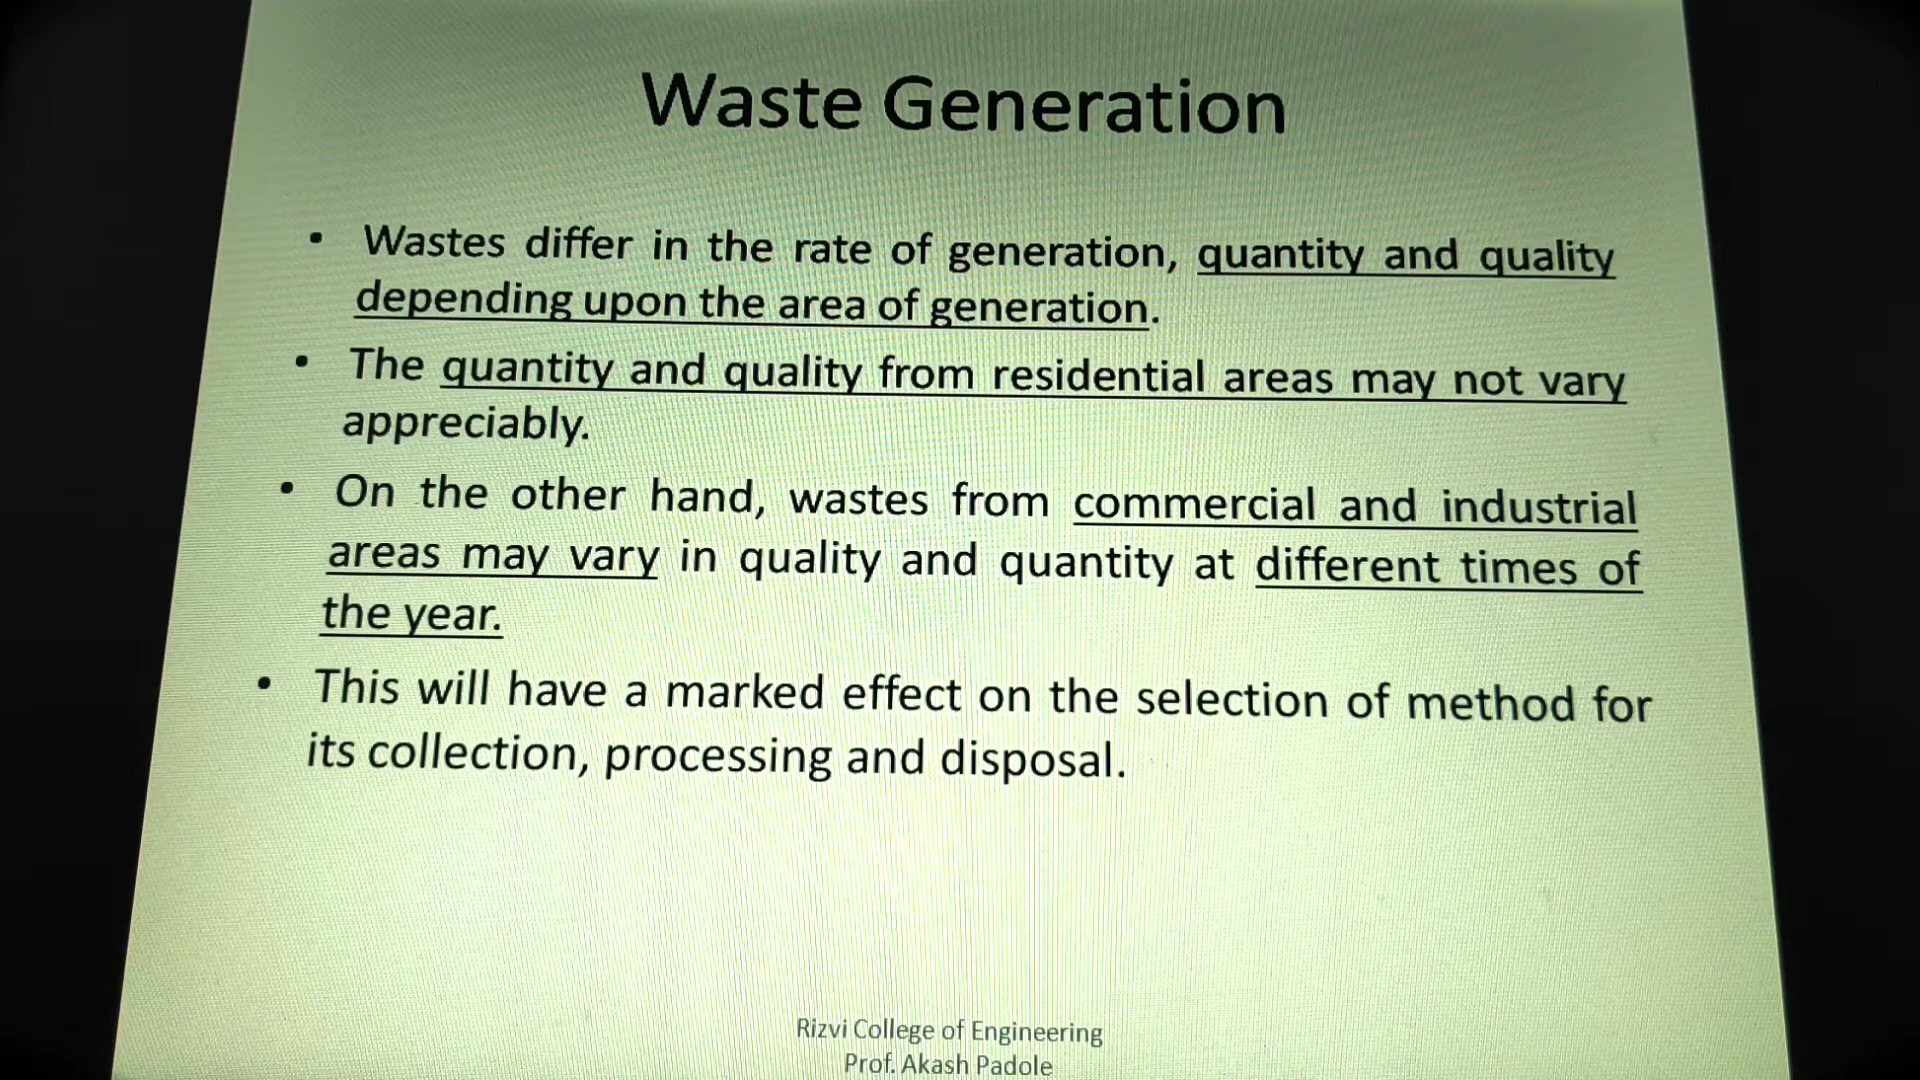 Waste Generation
• Wastes differ in the rate of generation, quantity and quality
depending upon the area of generation.
• The quantity and quality from residential areas may not vary
appreciably.
• On the other hand, wastes from commercial and industrial
areas may vary in quality and quantity at different times of
the year.
• This will have a marked effect on the selection of method for
its collection, processing and disposal.
Rizvi College of Engineering
Prof. Akash Padole